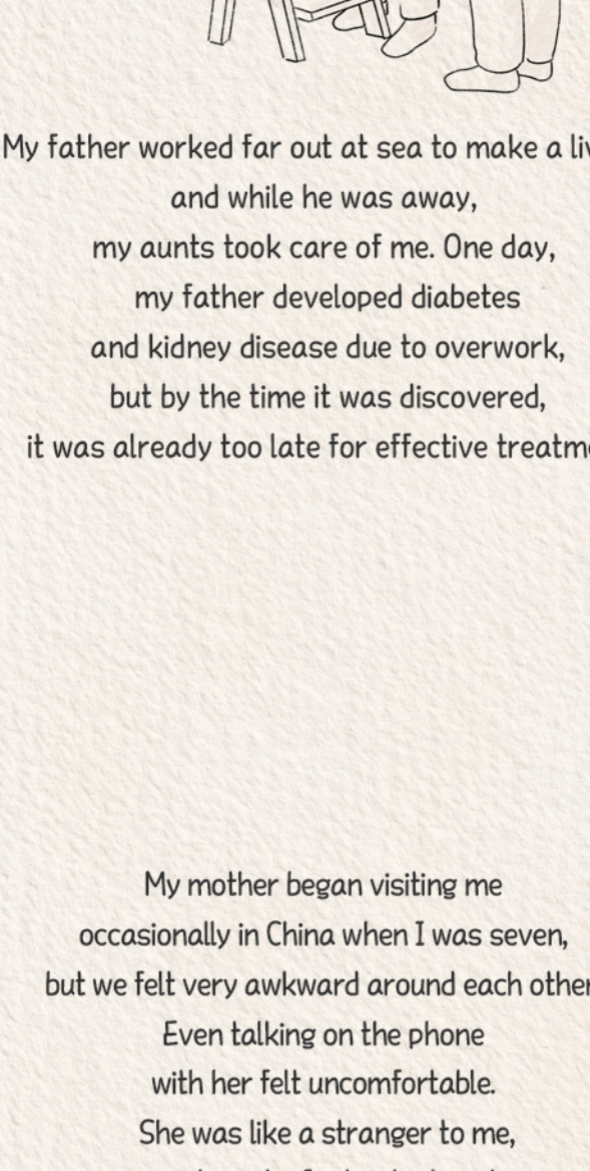 My father worked far out at sea to make a
and while he was away,
my aunts took care of me. One day,
my father developed diabetes
and kidney disease due to overwork,
but by the time it was discovered,
it was already too late for effective
My mother began visiting me
occasionally in China when I was seven,
but we felt very awkward around each other
Even talking on the phone
with her felt uncomfortable.
She was like a stranger to me,